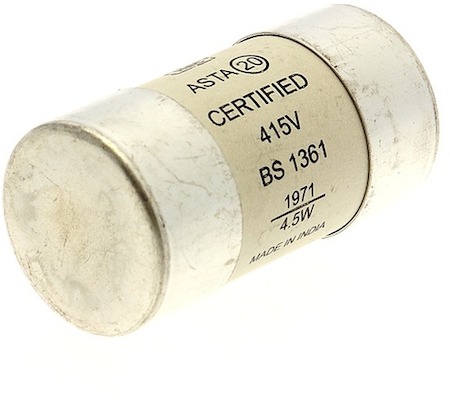 ASTA 20
CERTIFIED
415V
BS 1361
1971
4.5W
MADE IN INDIA